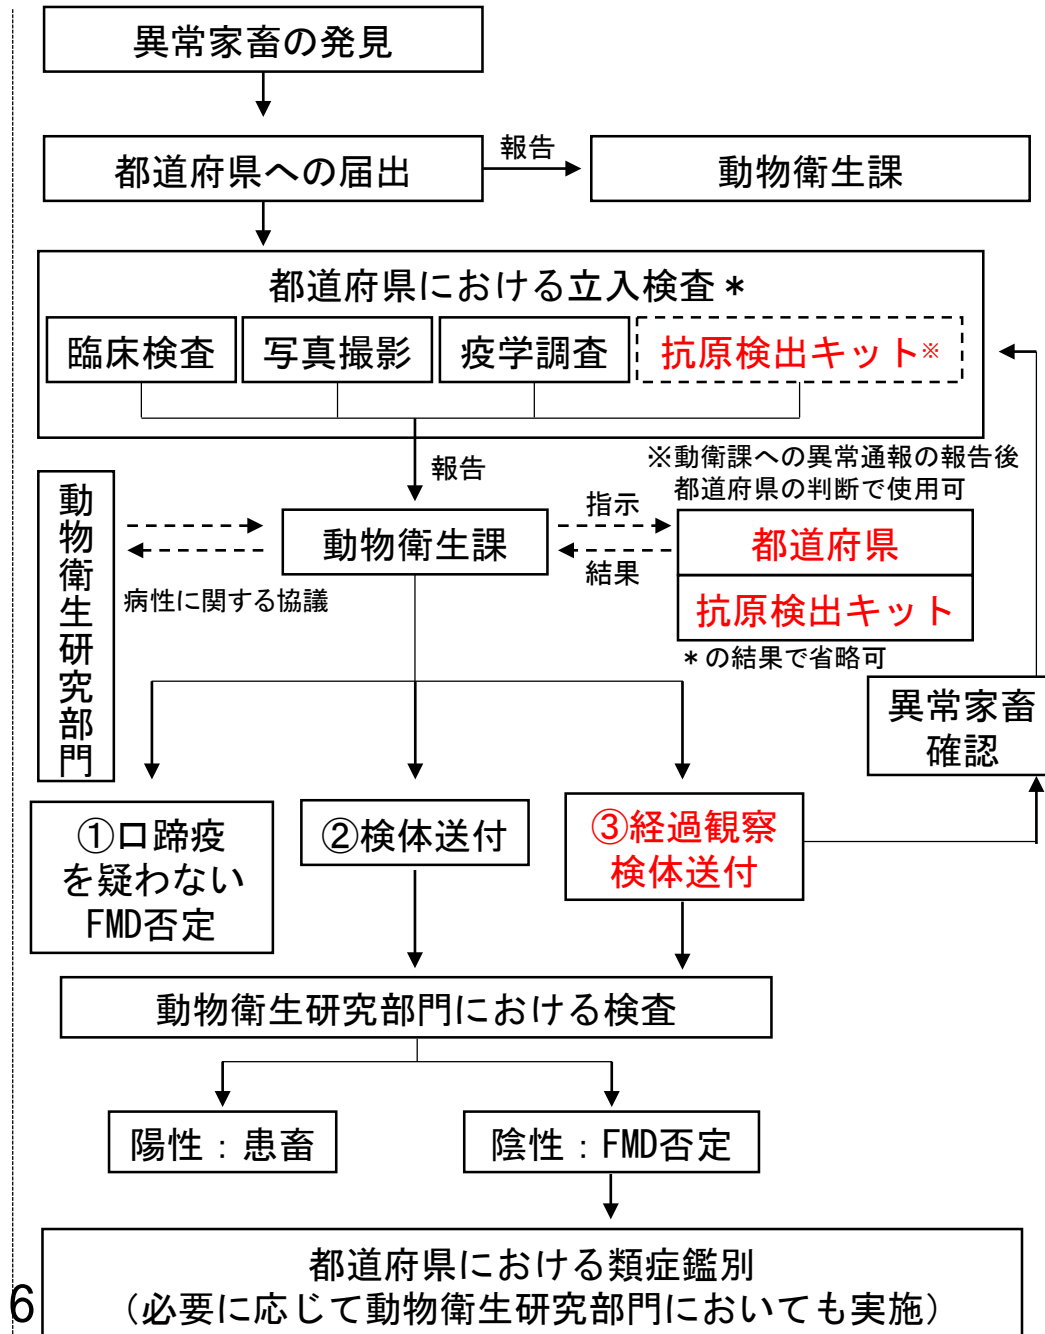 異常家畜の発見
都道府県への届出
報告
動物衛生課
都道府県における立入検査＊
臨床検査
写真撮影
疫学調査
抗原検出キット※
報告
※動衛課への異常通報の報告後
都道府県の判断で使用可
動物衛生研究部門
動物衛生課
指示
結果
病性に関する協議
都道府県
抗原検出キット
＊の結果で省略可
異常家畜
確認
①口蹄疫
を疑わない
FMD否定
②検体送付
③経過観察
検体送付
動物衛生研究部門における検査
陽性：患畜
陰性：FMD否定
都道府県における類症鑑別
（必要に応じて動物衛生研究部門においても実施）
6